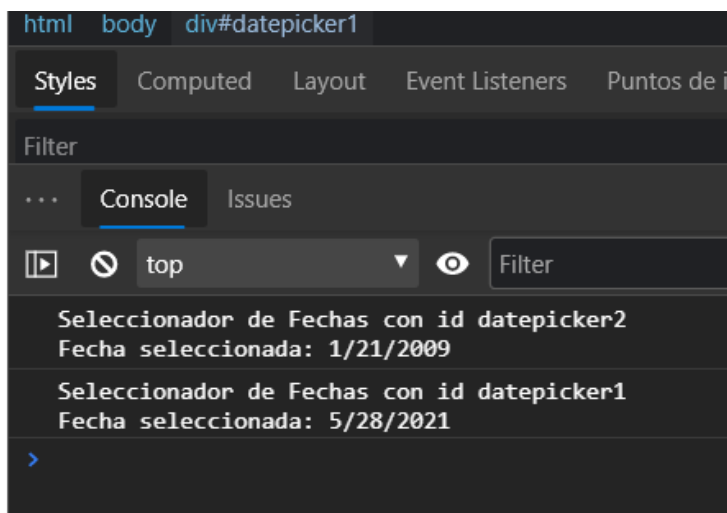 html body div#datepicker1
Styles Computed Layout Event Listeners Puntos de
Filter
... Console Issues
top Filter
Seleccionador de Fechas con id datepicker2
Fecha seleccionada: 1/21/2009
Seleccionador de Fechas con id datepicker1
Fecha seleccionada: 5/28/2021
>